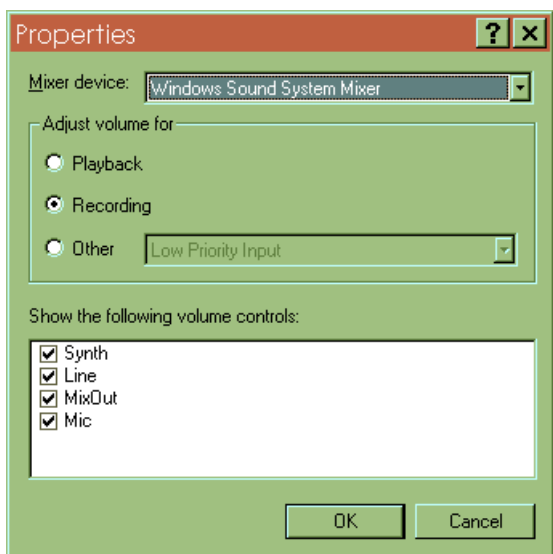 Properties
Mixer device: Windows Sound System Mixer
Adjust volume for
Playback
Recording
Other Low Priority Input
Show the following volume controls:
Synth
Line
MixOut
Mic
OK Cancel